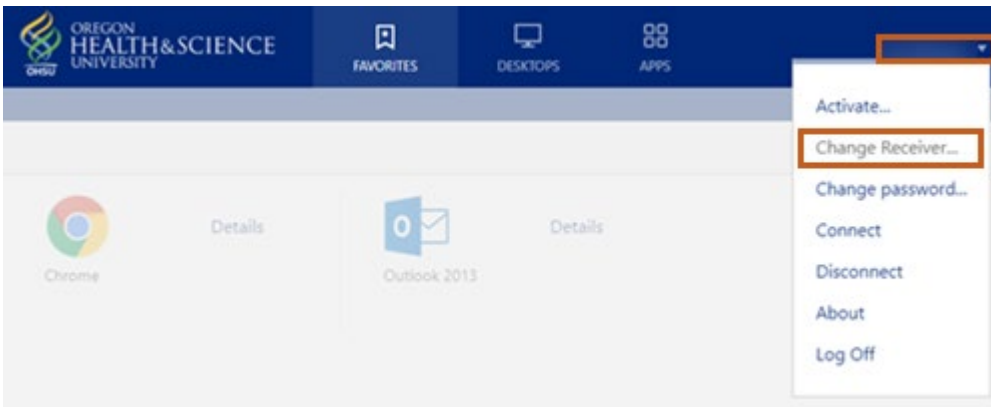 OREGON
HEALTH&SCIENCE
UNIVERSITY
OHSU
FAVORITES
DESKTOPS
APPS
Activate...
Change Receiver...
Change password...
Connect
Disconnect
About
Log Off
Details
Chrome
Details
Outlook 2013